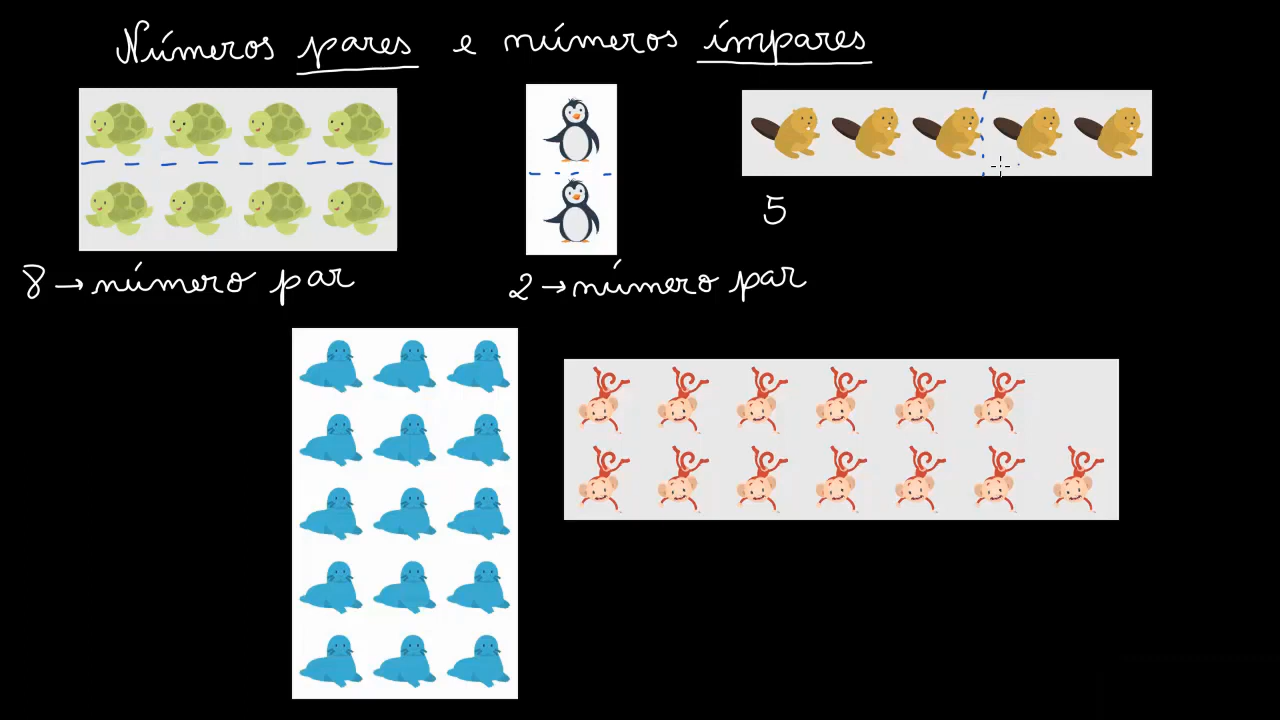 Números pares e números ímpares
5
8 → número par
2 → número par